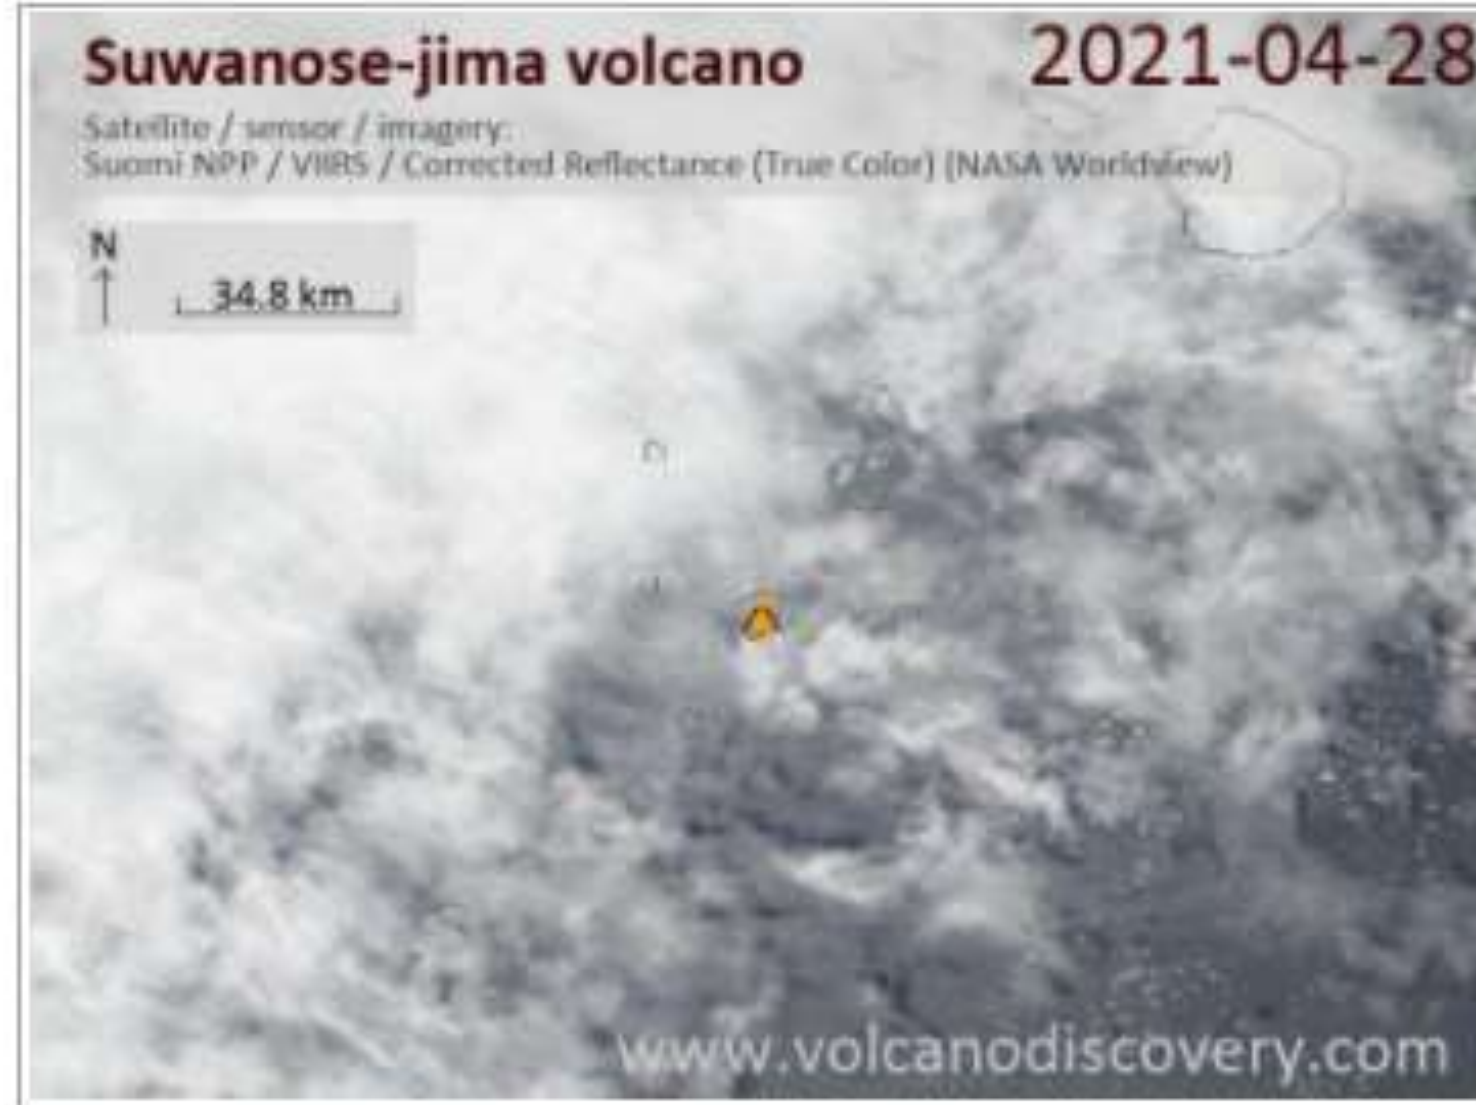 Suwanose-jima volcano
2021-04-28
Satellite / sensor / imagery:
Suomi NPP / VIIRS / Corrected Reflectance (True Color) (NASA Worldview)
N
34.8 km
www.volcanodiscovery.com